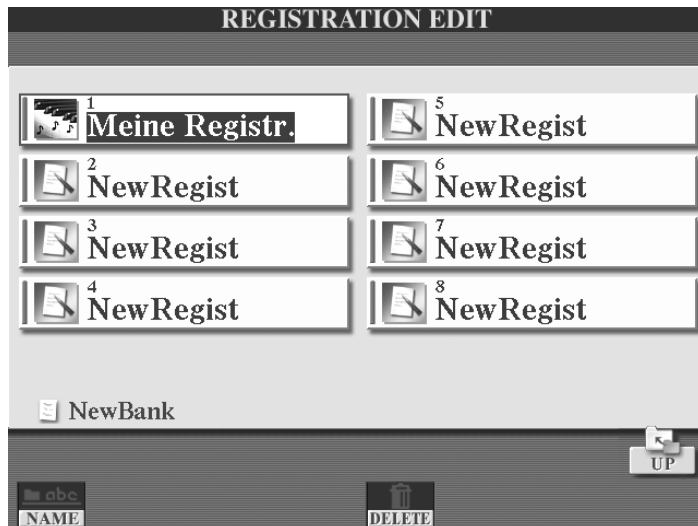 REGISTRATION EDIT
1
Meine Registr.
2
NewRegist
3
NewRegist
4
NewRegist
5
NewRegist
6
NewRegist
7
NewRegist
8
NewRegist
NewBank
UP
abc
NAME
DELETE